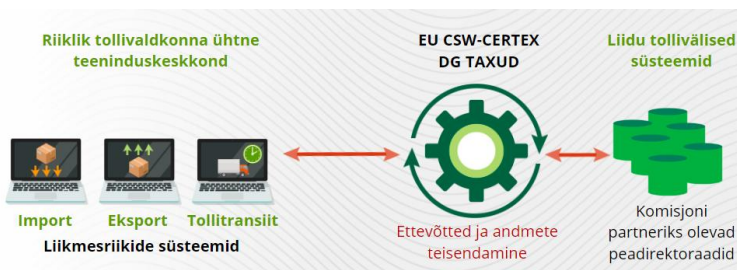 Riiklik tollivaldkonna ühtne
teeninduskeskkond
EU CSW-CERTEX
DG TAXUD
Liidu tollivälised
süsteemid
Import
Eksport
Tollitransiit
Liikmesriikide süsteemid
Ettevõtted ja andmete
teisendamine
Komisjoni
partneriks olevad
peadirektoraadid